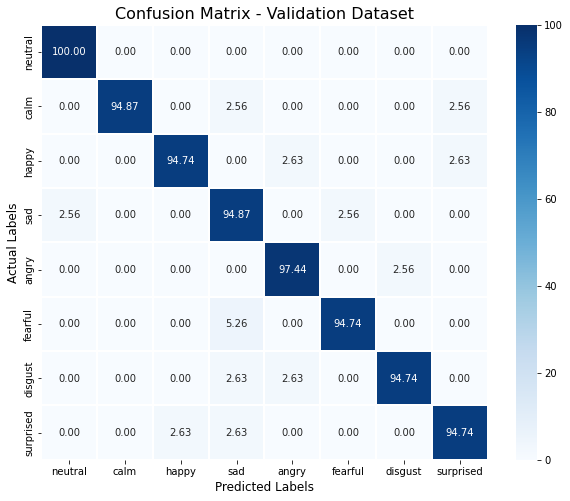 Confusion Matrix - Validation Dataset
Actual Labels
neutral 100.00 0.00 0.00 0.00 0.00 0.00 0.00 0.00
calm 0.00 94.87 0.00 2.56 0.00 0.00 0.00 2.56
happy 0.00 0.00 94.74 0.00 2.63 0.00 0.00 2.63
sad 2.56 0.00 0.00 94.87 0.00 2.56 0.00 0.00
angry 0.00 0.00 0.00 0.00 97.44 0.00 2.56 0.00
fearful 0.00 0.00 0.00 5.26 0.00 94.74 0.00 0.00
disgust 0.00 0.00 0.00 2.63 2.63 0.00 94.74 0.00
surprised 0.00 0.00 2.63 2.63 0.00 0.00 0.00 94.74
neutral calm happy sad angry fearful disgust surprised
Predicted Labels
100
80
60
40
20
0